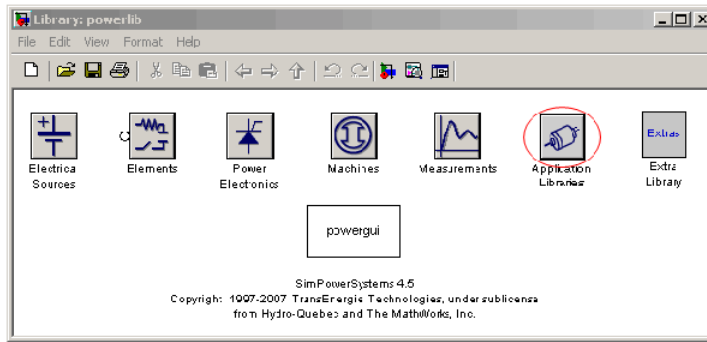 Library: powerlib
File Edit View Format Help
Electrical
Sources
Elements
Power
Electronics
Machines
Measurements
Application
Libraries
Extras
Extra
Library
powergui
SimPowerSystems 4.5
Copyright 1997-2007 TransEnergie Technologies, under sublicense
from Hydro-Quebec and The MathWorks, Inc.